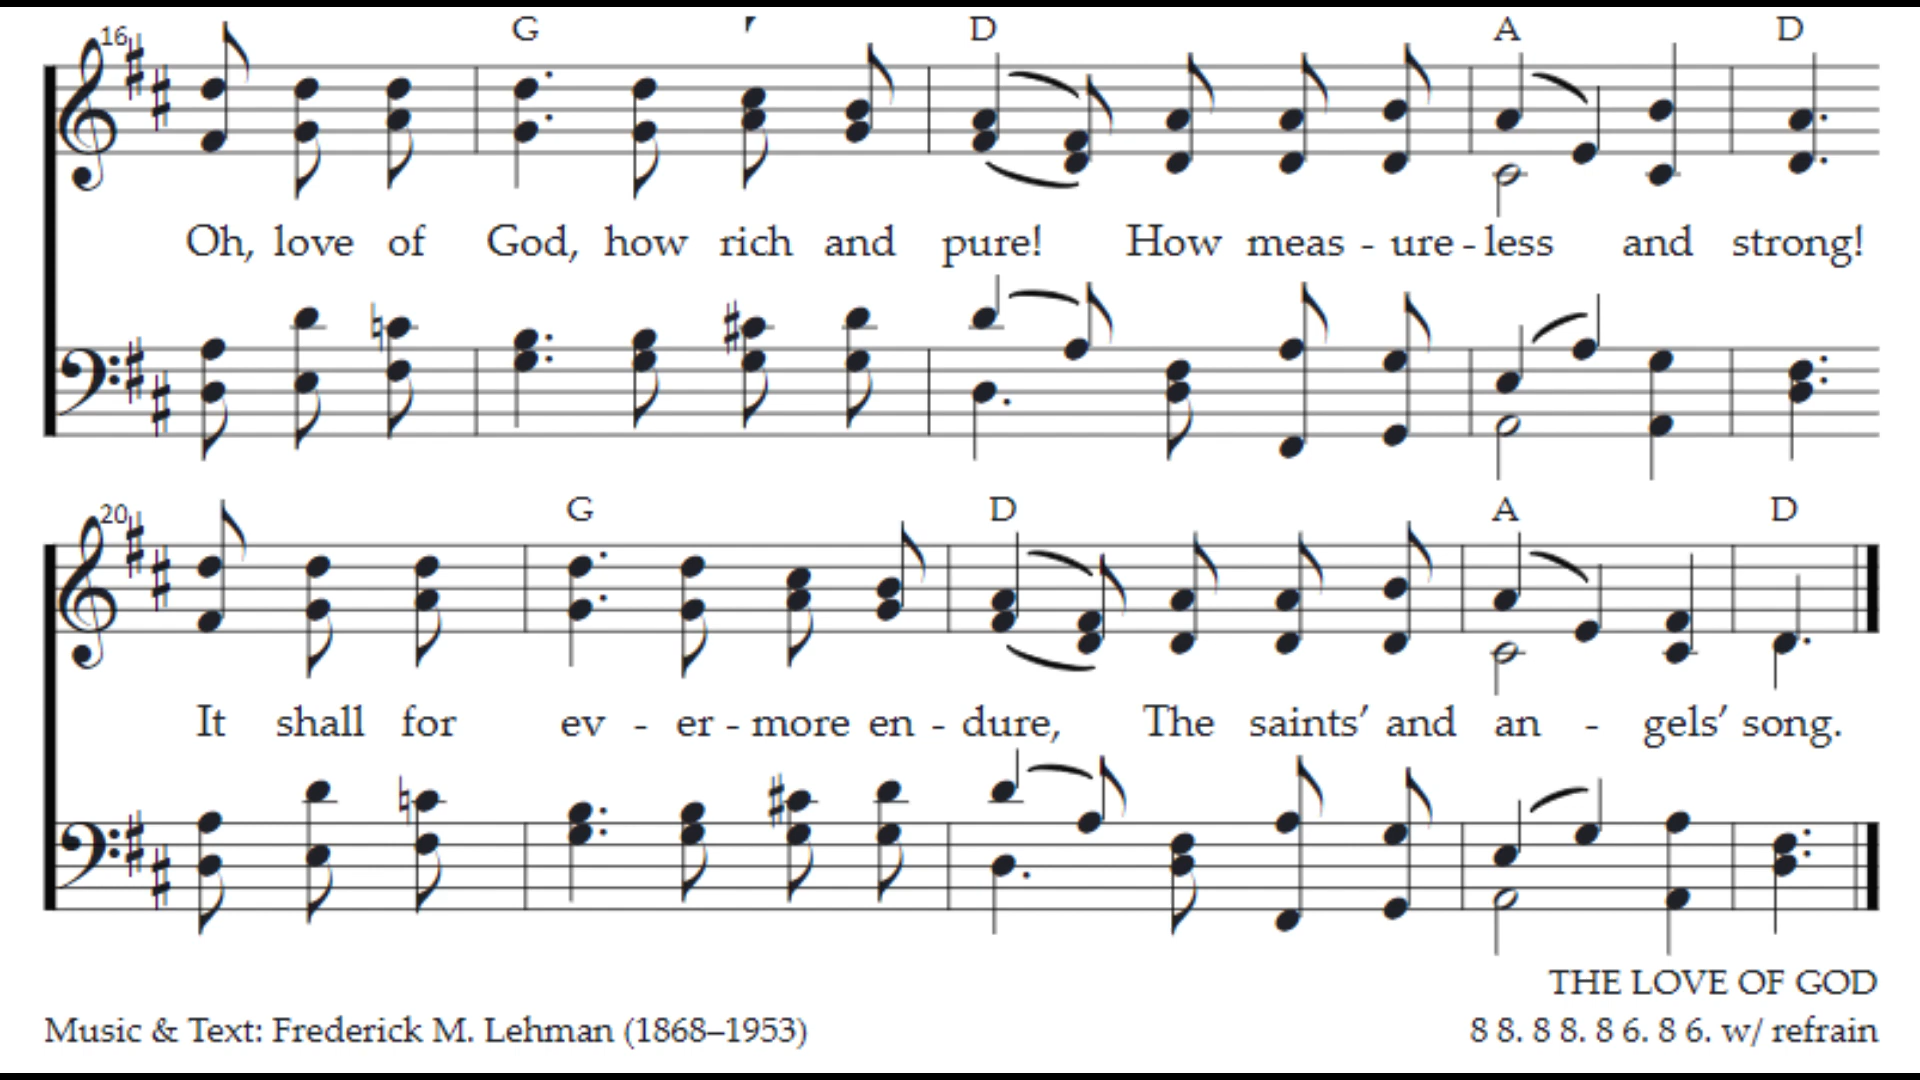 16 G D A D
Oh, love of God, how rich and pure! How meas - ure - less and strong!
20 G D A D
It shall for ev - er - more en - dure, The saints’ and an - gels’ song.
THE LOVE OF GOD
Music & Text: Frederick M. Lehman (1868–1953) 8 8. 8 8. 8 6. 8 6. w/ refrain